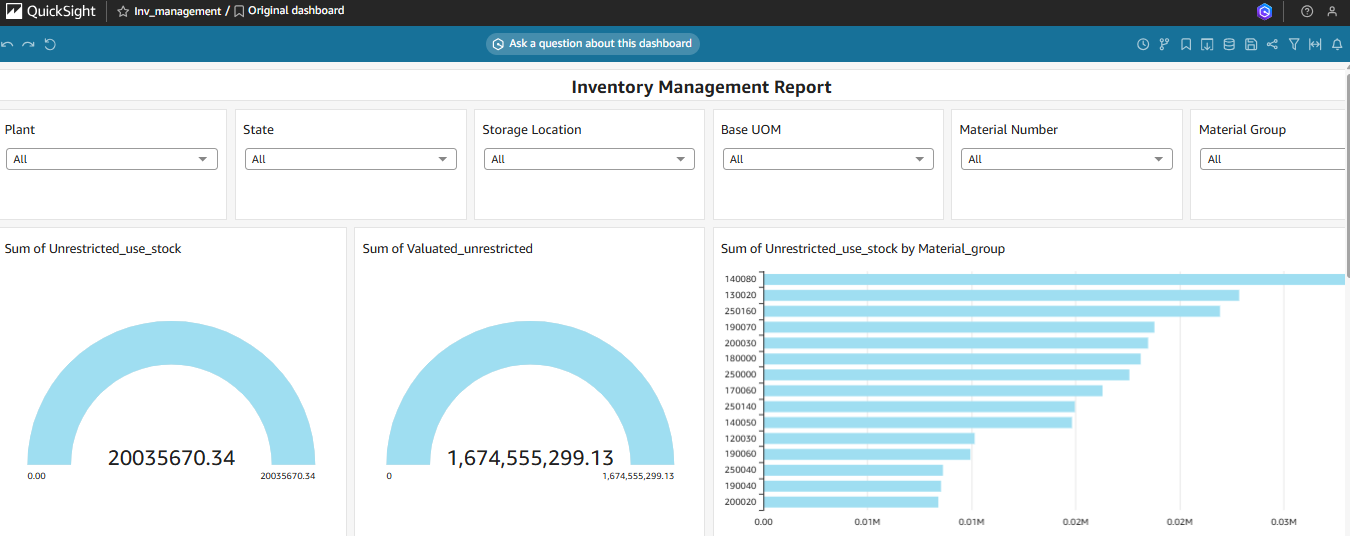 QuickSight
Inv_management / Original dashboard
Ask a question about this dashboard
Inventory Management Report
Plant
All
State
All
Storage Location
All
Base UOM
All
Material Number
All
Material Group
All
Sum of Unrestricted_use_stock
20035670.34
0.00
20035670.34
Sum of Valuated_unrestricted
1,674,555,299.13
0
1,674,555,299.13
Sum of Unrestricted_use_stock by Material_group
140080
130020
250160
190070
200030
180000
250000
170060
250140
140050
120030
190060
250040
190040
200020
0.00 0.01M 0.01M 0.02M 0.02M 0.03M